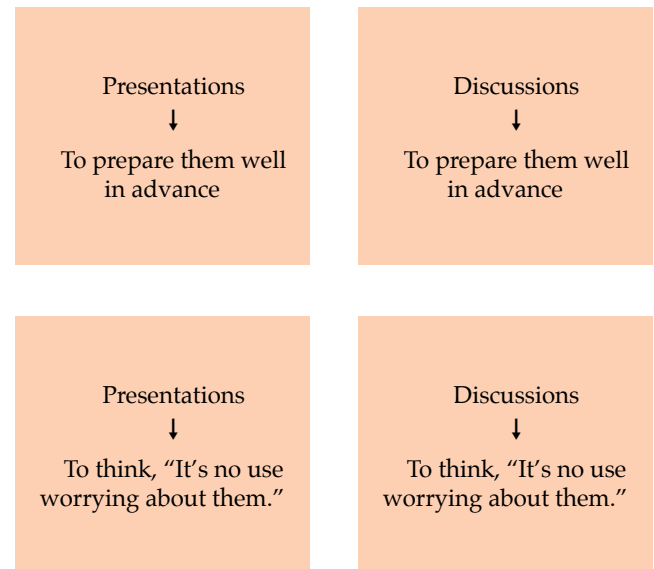 Presentations
↓
To prepare them well
in advance
Discussions
↓
To prepare them well
in advance
Presentations
↓
To think, “It’s no use
worrying about them.”
Discussions
↓
To think, “It’s no use
worrying about them.”